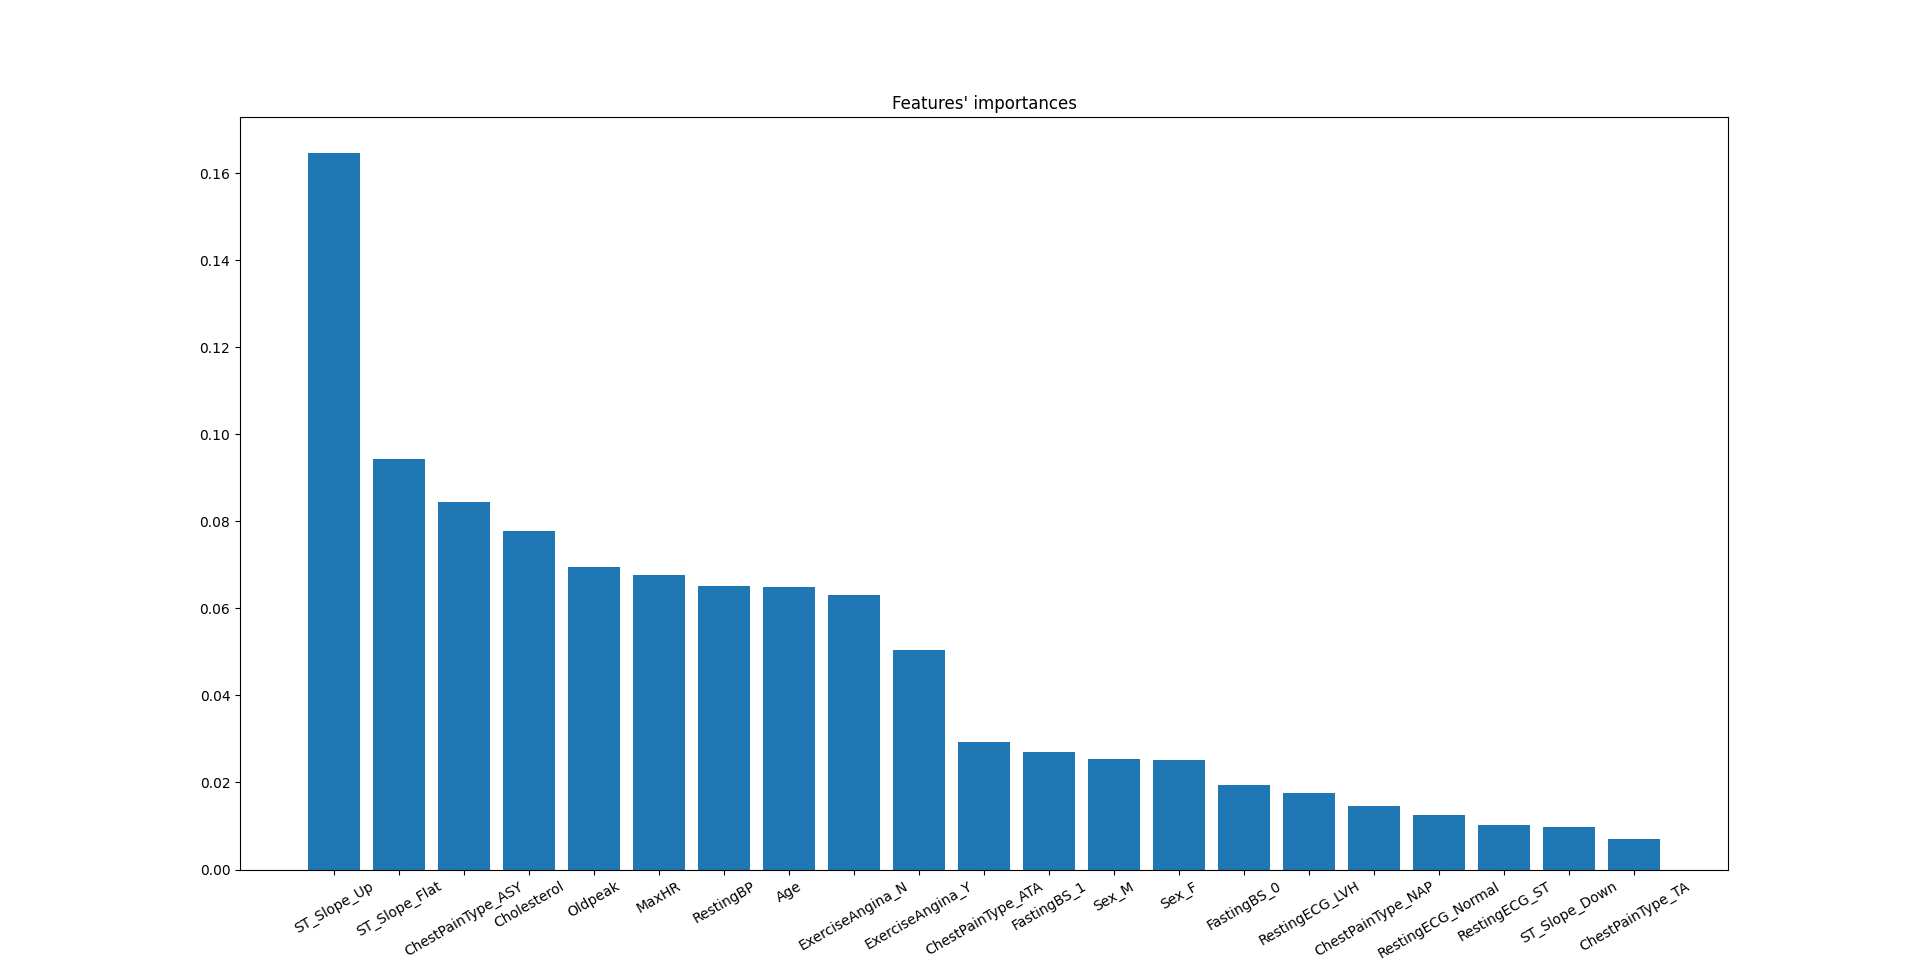 Features' importances
0.16
0.14
0.12
0.10
0.08
0.06
0.04
0.02
0.00
ST_Slope_Up
ST_Slope_Flat
ChestPainType_ASY
Cholesterol
Oldpeak
MaxHR
RestingBP
Age
ExerciseAngina_N
ExerciseAngina_Y
ChestPainType_ATA
FastingBS_1
Sex_M
Sex_F
FastingBS_0
RestingECG_LVH
ChestPainType_NAP
RestingECG_Normal
RestingECG_ST
ST_Slope_Down
ChestPainType_TA